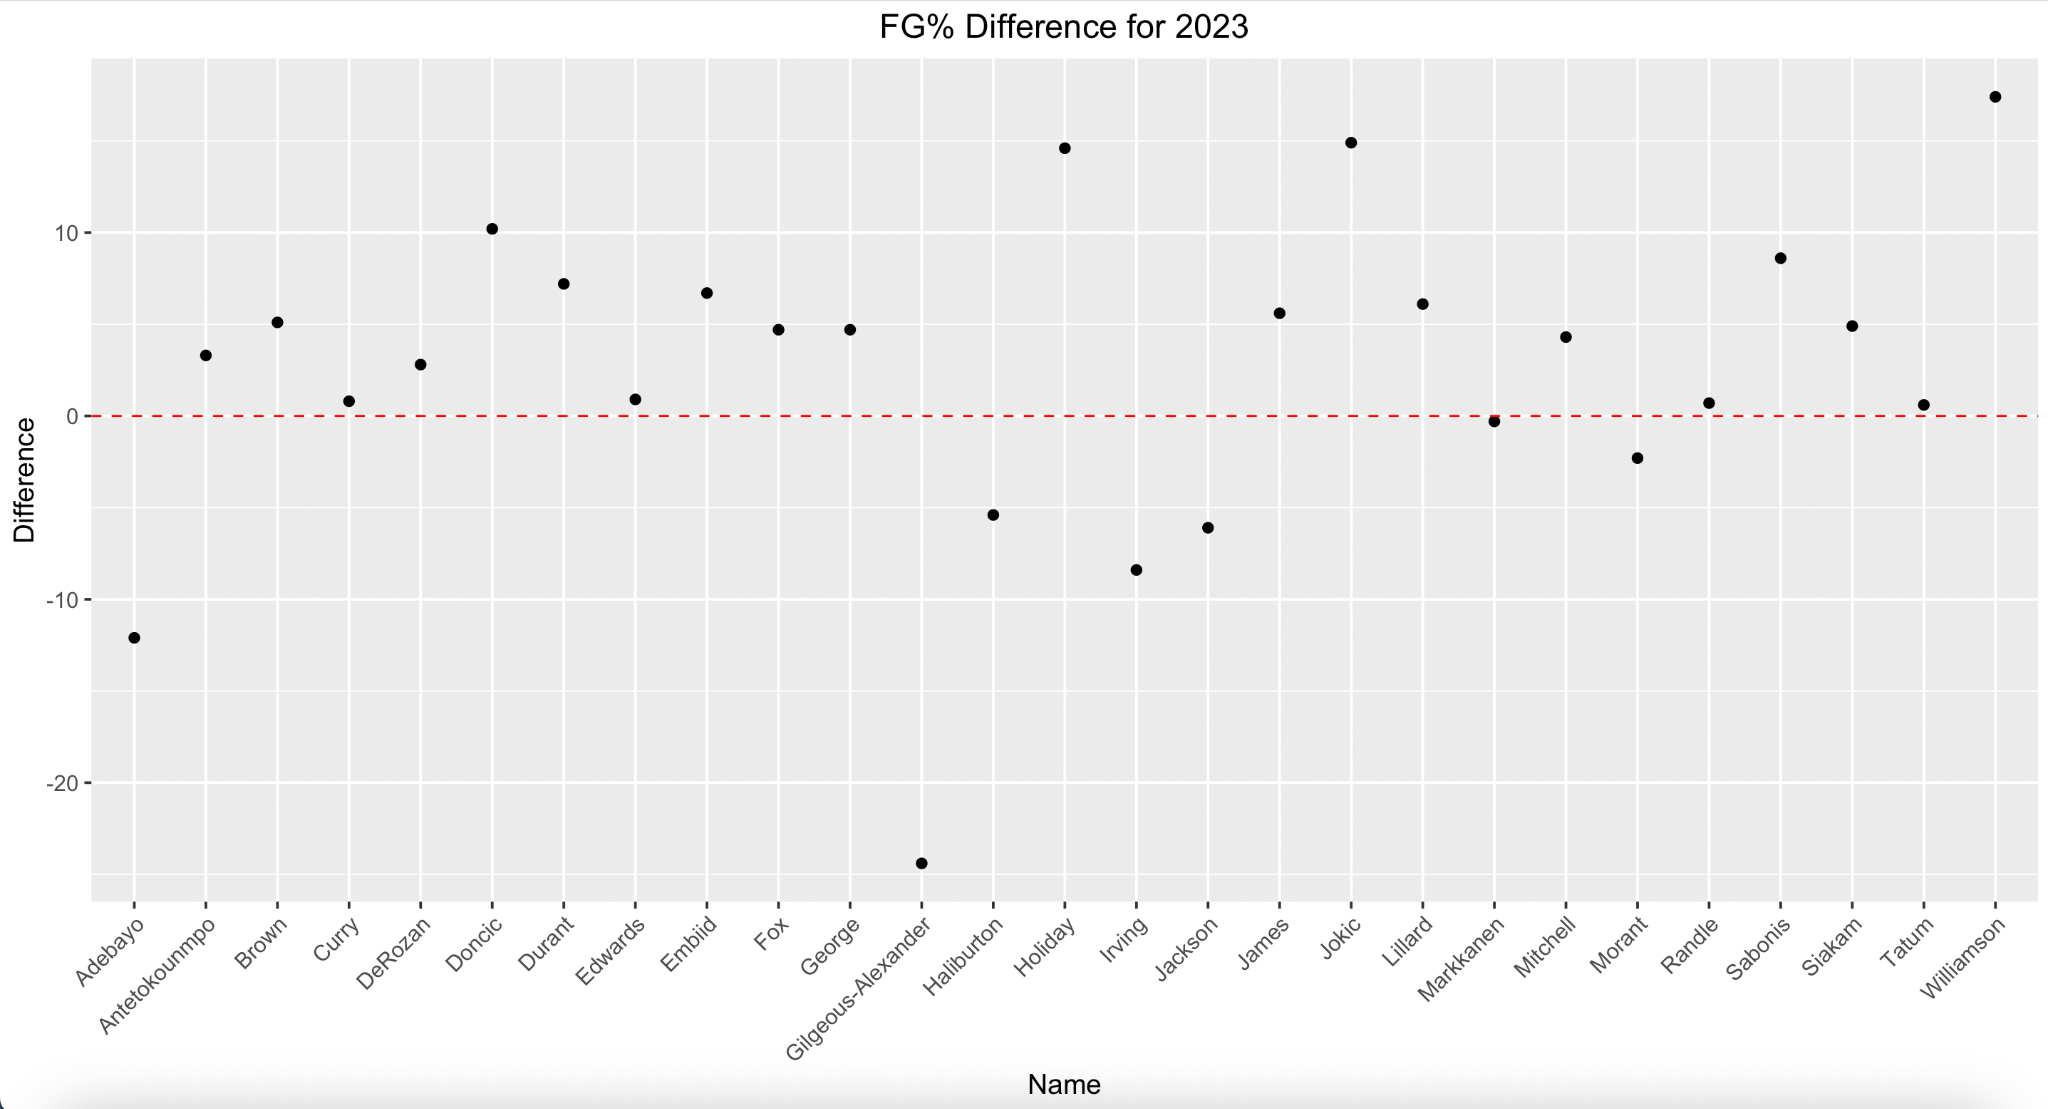 FG% Difference for 2023
Difference
10
0
-10
-20
Adebayo
Antetokounmpo
Brown
Curry
DeRozan
Doncic
Durant
Edwards
Embiid
Fox
George
Gilgeous-Alexander
Haliburton
Holiday
Irving
Jackson
James
Jokic
Lillard
Markkanen
Mitchell
Morant
Randle
Sabonis
Siakam
Tatum
Williamson
Name